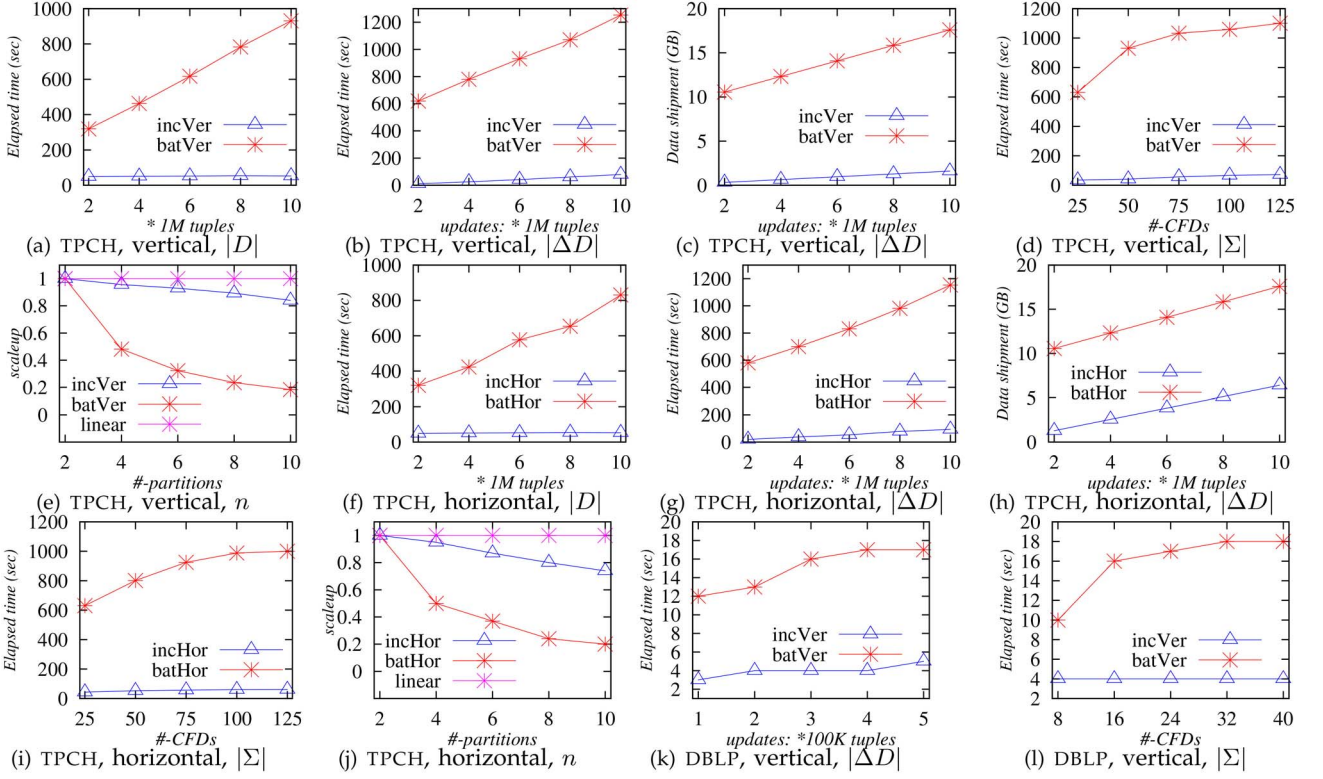 1000
800
600
400
200
0
Elapsed time (sec)
incVer
batVer
2 4 6 8 10
* 1M tuples
(a) TPCH, vertical, |D|
1200
1000
800
600
400
200
0
Elapsed time (sec)
incVer
batVer
2 4 6 8 10
updates: * 1M tuples
(b) TPCH, vertical, |ΔD|
20
15
10
5
0
Data shipment (GB)
incVer
batVer
2 4 6 8 10
updates: * 1M tuples
(c) TPCH, vertical, |ΔD|
1200
1000
800
600
400
200
0
Elapsed time (sec)
incVer
batVer
25 50 75 100 125
#-CFDs
(d) TPCH, vertical, |Σ|
1
0.8
0.6
0.4
0.2
0
scaleup
incVer
batVer
linear
2 4 6 8 10
#-partitions
(e) TPCH, vertical, n
1000
800
600
400
200
0
Elapsed time (sec)
incHor
batHor
2 4 6 8 10
* 1M tuples
(f) TPCH, horizontal, |D|
1200
1000
800
600
400
200
0
Elapsed time (sec)
incHor
batHor
2 4 6 8 10
updates: * 1M tuples
(g) TPCH, horizontal, |ΔD|
20
15
10
5
0
Data shipment (GB)
incHor
batHor
2 4 6 8 10
updates: * 1M tuples
(h) TPCH, horizontal, |ΔD|
1200
1000
800
600
400
200
0
Elapsed time (sec)
incHor
batHor
25 50 75 100 125
#-CFDs
(i) TPCH, horizontal, |Σ|
1
0.8
0.6
0.4
0.2
0
scaleup
incHor
batHor
linear
2 4 6 8 10
#-partitions
(j) TPCH, horizontal, n
20
18
16
14
12
10
8
6
4
2
Elapsed time (sec)
incVer
batVer
1 2 3 4 5
updates: *100K tuples
(k) DBLP, vertical, |ΔD|
20
18
16
14
12
10
8
6
4
2
Elapsed time (sec)
incVer
batVer
8 16 24 32 40
#-CFDs
(l) DBLP, vertical, |Σ|